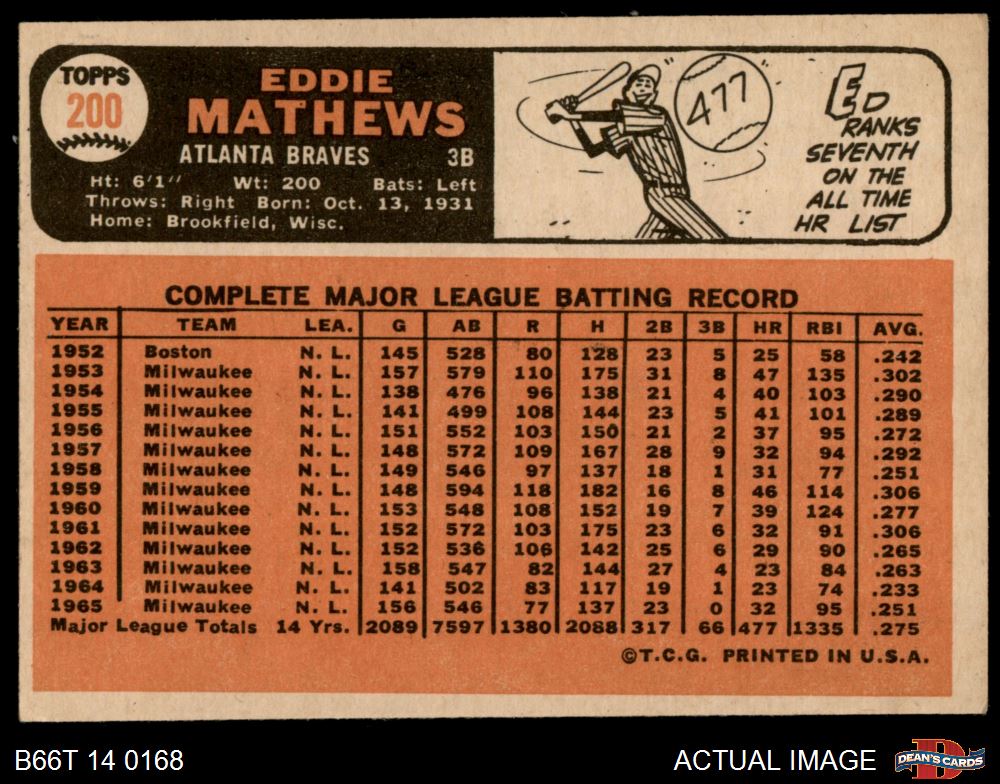 TOPPS
200
EDDIE
MATHEWS
ATLANTA BRAVES 3B
Ht: 6'1" Wt: 200 Bats: Left
Throws: Right Born: Oct. 13, 1931
Home: Brookfield, Wisc.
477
ED
RANKS
SEVENTH
ON THE
ALL TIME
HR LIST
COMPLETE MAJOR LEAGUE BATTING RECORD
YEAR TEAM LEA. G AB R H 2B 3B HR RBI AVG.
1952 Boston N. L. 145 528 80 128 23 5 25 58 .242
1953 Milwaukee N. L. 157 579 110 175 31 8 47 135 .302
1954 Milwaukee N. L. 138 476 96 138 21 4 40 103 .290
1955 Milwaukee N. L. 141 499 108 144 23 5 41 101 .289
1956 Milwaukee N. L. 151 552 103 150 21 2 37 95 .272
1957 Milwaukee N. L. 148 572 109 167 28 9 32 94 .292
1958 Milwaukee N. L. 149 546 97 137 18 1 31 77 .251
1959 Milwaukee N. L. 148 594 118 182 16 8 46 114 .306
1960 Milwaukee N. L. 153 548 108 152 19 7 39 124 .277
1961 Milwaukee N. L. 152 572 103 175 23 6 32 91 .306
1962 Milwaukee N. L. 152 536 106 142 25 6 29 90 .265
1963 Milwaukee N. L. 158 547 82 144 27 4 23 84 .263
1964 Milwaukee N. L. 141 502 83 117 19 1 23 74 .233
1965 Milwaukee N. L. 156 546 77 137 23 0 32 95 .251
Major League Totals 14 Yrs. 2089 7597 1380 2088 317 66 477 1335 .275
©T.C.G. PRINTED IN U.S.A.
B66T 14 0168 ACTUAL IMAGE DEAN'S CARDS